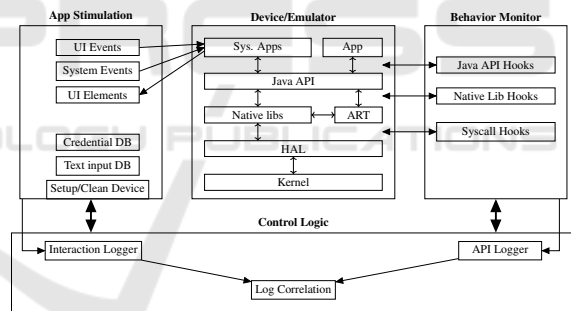 App Stimulation
Device/Emulator
Behavior Monitor
UI Events
System Events
UI Elements
Credential DB
Text input DB
Setup/Clean Device
Sys. Apps
App
Java API
Native libs
ART
HAL
Kernel
Java API Hooks
Native Lib Hooks
Syscall Hooks
Control Logic
Interaction Logger
API Logger
Log Correlation